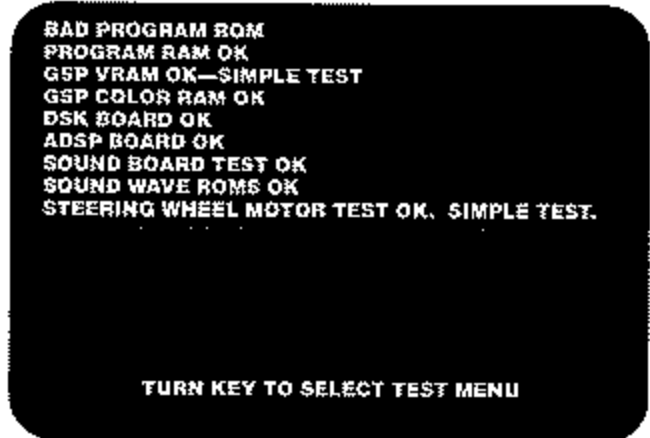 BAD PROGRAM ROM
PROGRAM RAM OK
GSP VRAM OK—SIMPLE TEST
GSP COLOR RAM OK
DSK BOARD OK
ADSP BOARD OK
SOUND BOARD TEST OK
SOUND WAVE ROMS OK
STEERING WHEEL MOTOR TEST OK. SIMPLE TEST.
TURN KEY TO SELECT TEST MENU